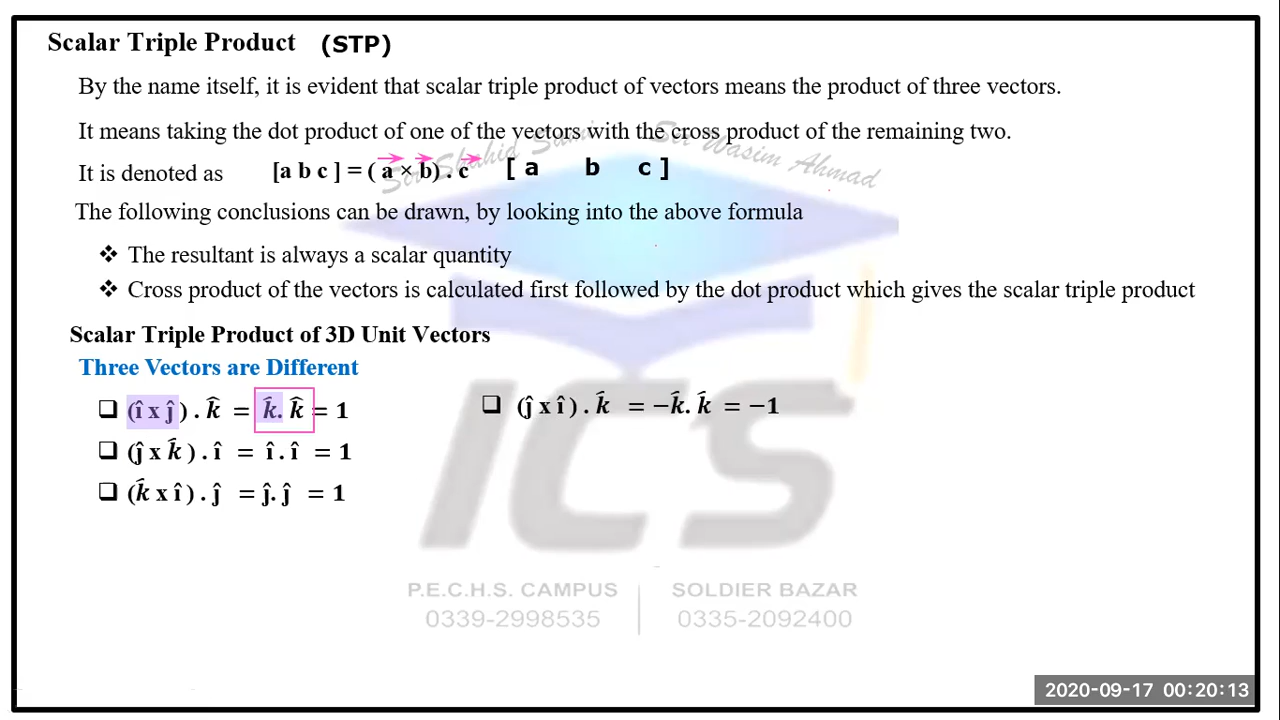 Scalar Triple Product (STP)
By the name itself, it is evident that scalar triple product of vectors means the product of three vectors.
It means taking the dot product of one of the vectors with the cross product of the remaining two.
Sir Shahid Sami Sir Wasim Ahmad
It is denoted as [a b c ] = ( a × b) . c [ a b c ]
The following conclusions can be drawn, by looking into the above formula
❖ The resultant is always a scalar quantity
❖ Cross product of the vectors is calculated first followed by the dot product which gives the scalar triple product
Scalar Triple Product of 3D Unit Vectors
Three Vectors are Different
❑ (î x ĵ ) . k̂ = k̂. k̂ = 1 ❑ (ĵ x î ) . k̂ = −k̂. k̂ = −1
❑ (ĵ x k̂ ) . î = î . î = 1
❑ (k̂ x î ) . ĵ = ĵ. ĵ = 1
ICS
P.E.C.H.S. CAMPUS SOLDIER BAZAR
0339-2998535 0335-2092400
2020-09-17 00:20:13